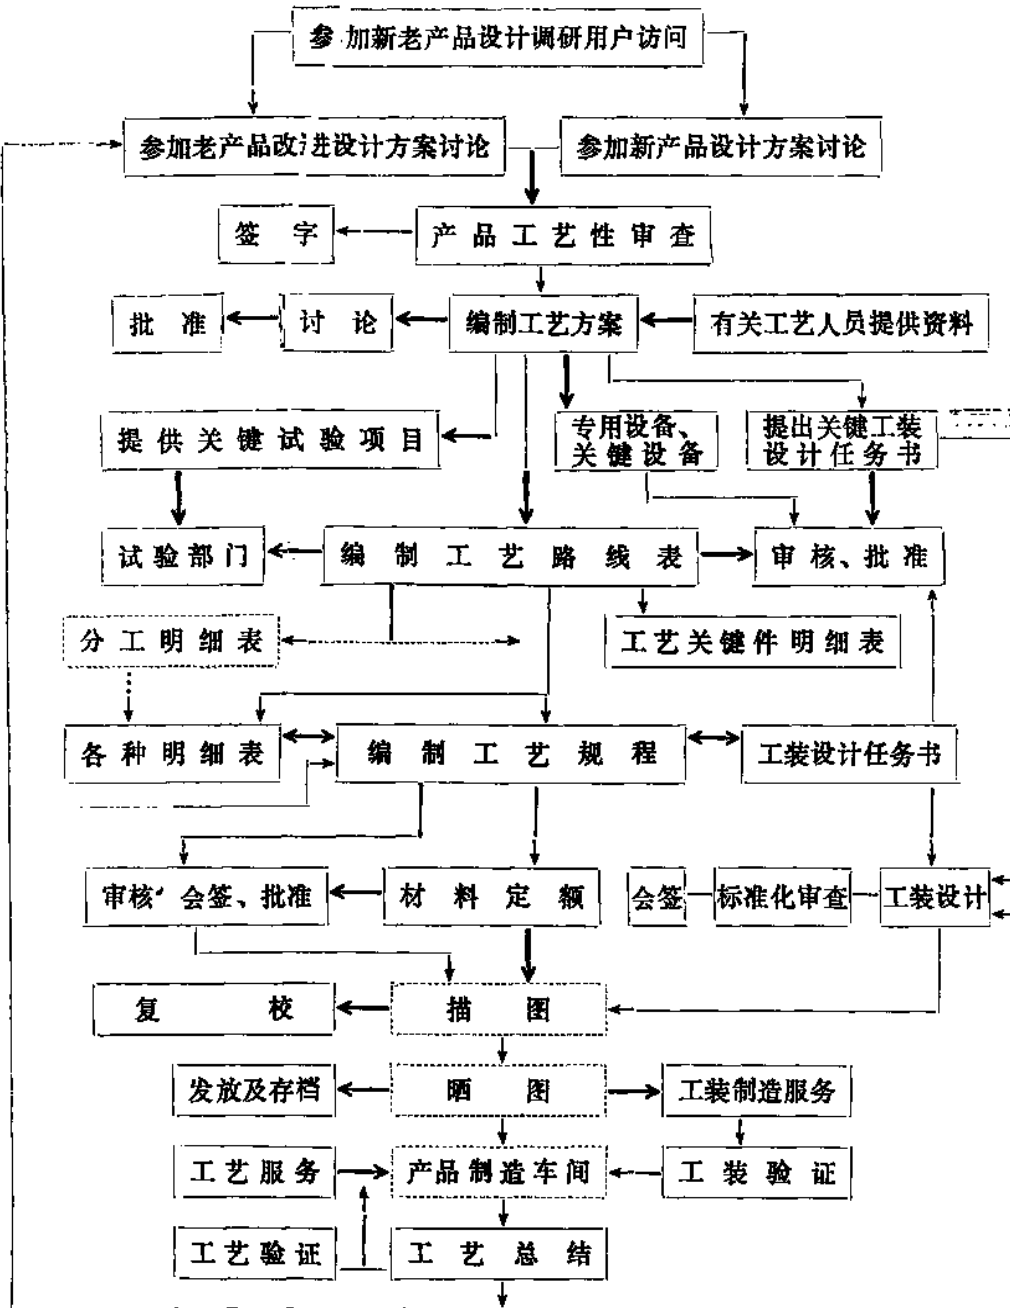 参加新老产品设计调研用户访问
参加老产品改进设计方案讨论
参加新产品设计方案讨论
签字
产品工艺性审查
批准
讨论
编制工艺方案
有关工艺人员提供资料
提供关键试验项目
专用设备、
关键设备
提出关键工装
设计任务书
试验部门
编制工艺路线表
审核、批准
分工明细表
工艺关键件明细表
各种明细表
编制工艺规程
工装设计任务书
审核 会签、批准
材料定额
会签
标准化审查
工装设计
复校
描图
发放及存档
晒图
工装制造服务
工艺服务
产品制造车间
工装验证
工艺验证
工艺总结